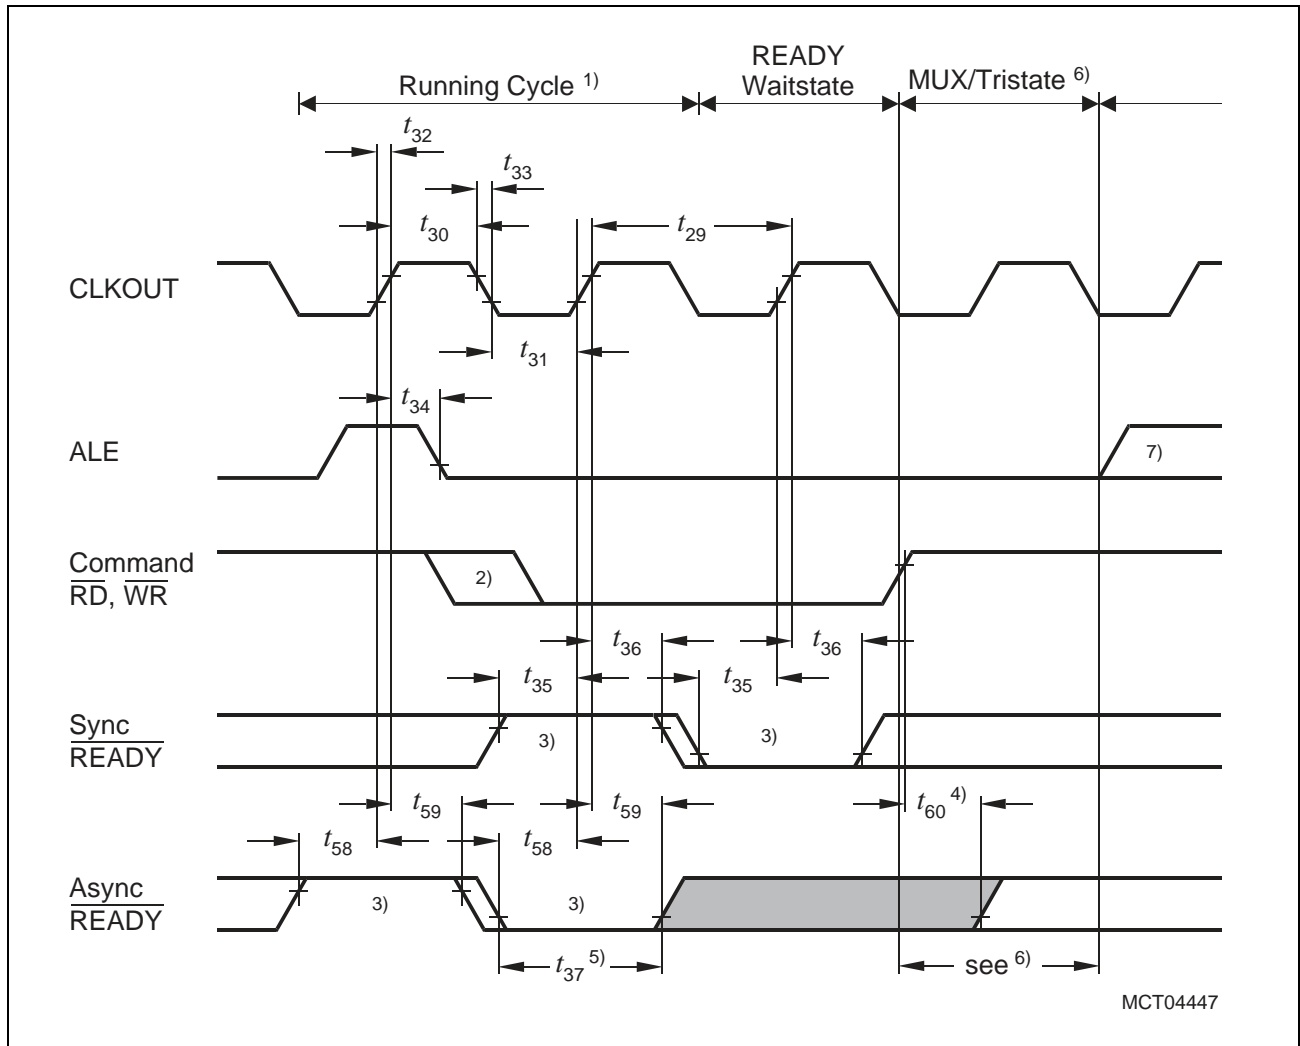 READY
Running Cycle 1) Waitstate MUX/Tristate 6)
t32
t33
t30 t29
CLKOUT
t31
t34
ALE 7)
Command
RD, WR 2)
t36 t36
t35 t35
Sync 3) 3)
READY
t59 t59 t60 4)
t58 t58
Async 3) 3)
READY
t37 5) see 6)
MCT04447